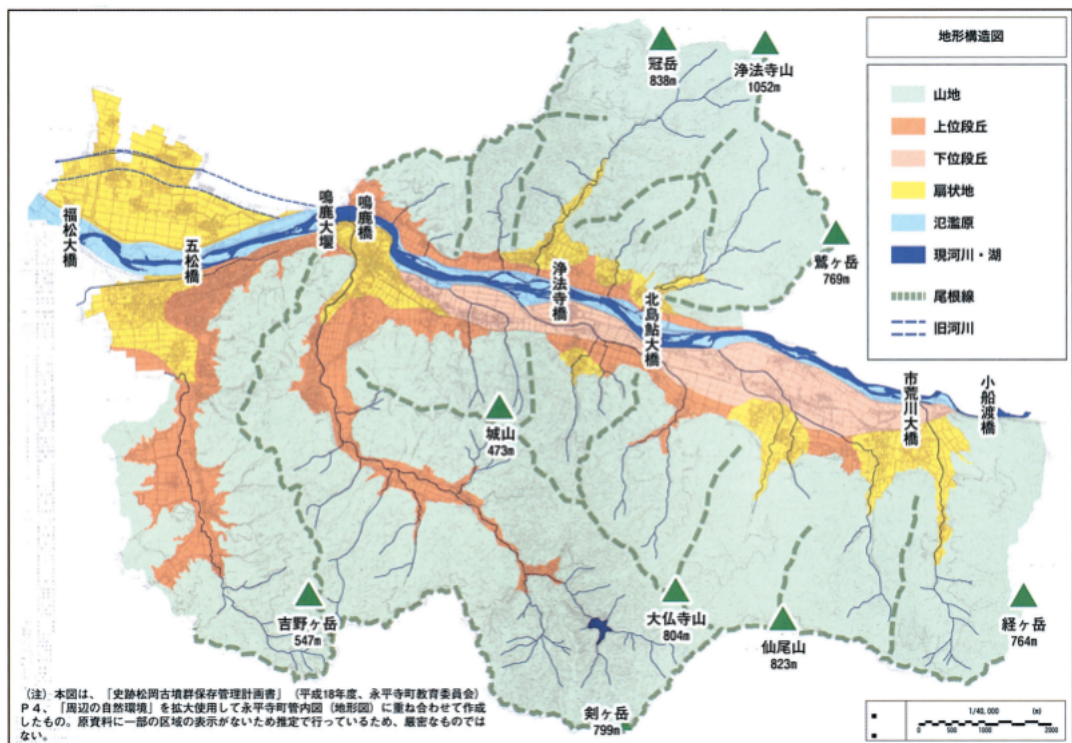 地形構造図
山地
上位段丘
下位段丘
扇状地
氾濫原
現河川・湖
尾根線
旧河川
冠岳
838m
浄法寺山
1052m
鷲ヶ岳
769m
福松大橋
五松橋
鳴鹿大堰
鳴鹿橋
浄法寺橋
北島鮎大橋
市荒川大橋
小船渡橋
城山
473m
吉野ヶ岳
547m
大仏寺山
804m
仙尾山
823m
経ヶ岳
764m
剣ヶ岳
799m
(注) 本図は、「史跡松岡古墳群保存管理計画書」(平成18年度、永平寺町教育委員会)
P4、「周辺の自然環境」を拡大使用して永平寺町管内図(地形図)に重ね合わせて作成
したもの。原資料に一部の区域の表示がないため推定で行っているため、厳密なものでは
ない。
1/40,000 (m)
0 500 1000 2000